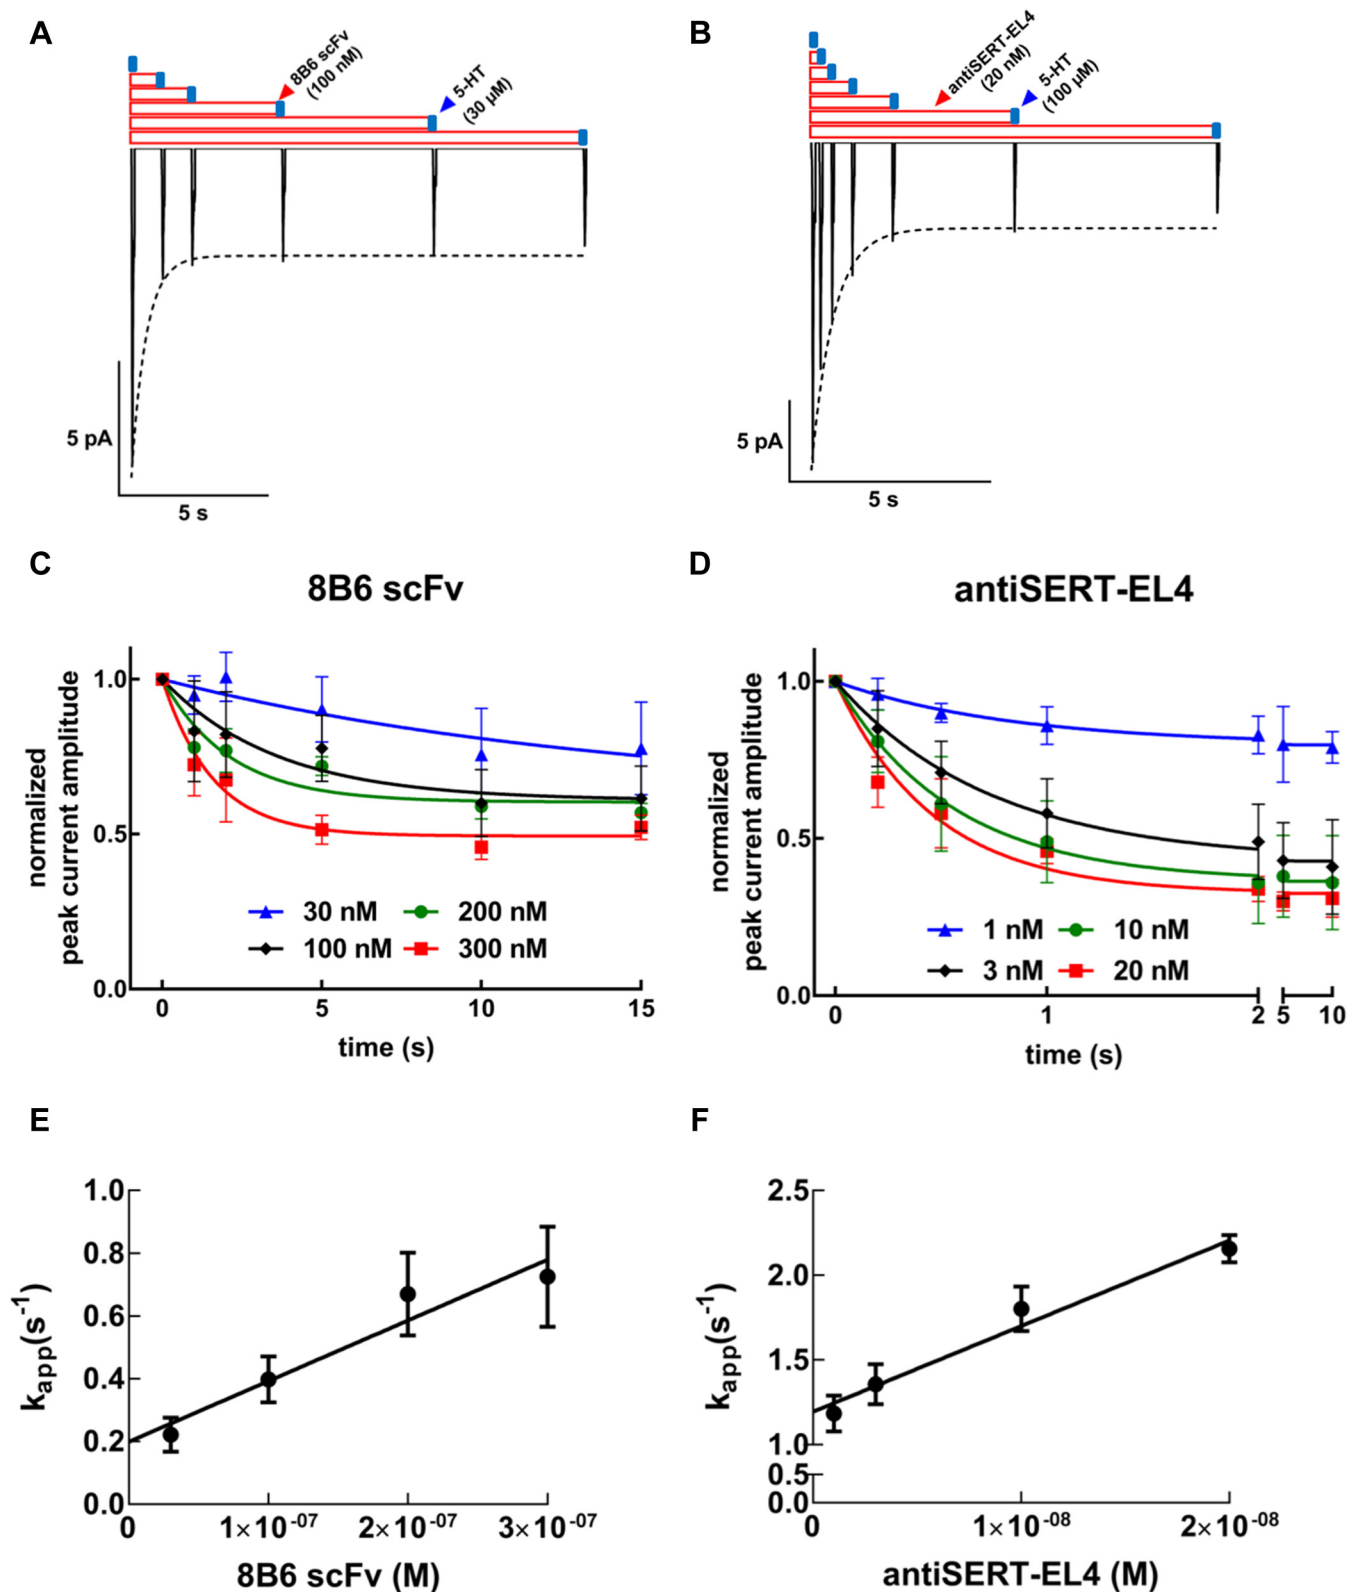 A
8B6 scFv
(100 nM)
5-HT
(30 µM)
5 pA
5 s
B
antiSERT-EL4
(20 nM)
5-HT
(100 µM)
5 pA
5 s
C
8B6 scFv
normalized
peak current amplitude
1.0
0.5
0.0
30 nM
200 nM
100 nM
300 nM
0 5 10 15
time (s)
D
antiSERT-EL4
normalized
peak current amplitude
1.0
0.5
0.0
1 nM
10 nM
3 nM
20 nM
0 1 2 5 10
time (s)
E
kapp(s-1)
1.0
0.8
0.6
0.4
0.2
0.0
0 1×10-07 2×10-07 3×10-07
8B6 scFv (M)
F
kapp(s-1)
2.5
2.0
1.5
1.0
0.5
0.0
0 1×10-08 2×10-08
antiSERT-EL4 (M)